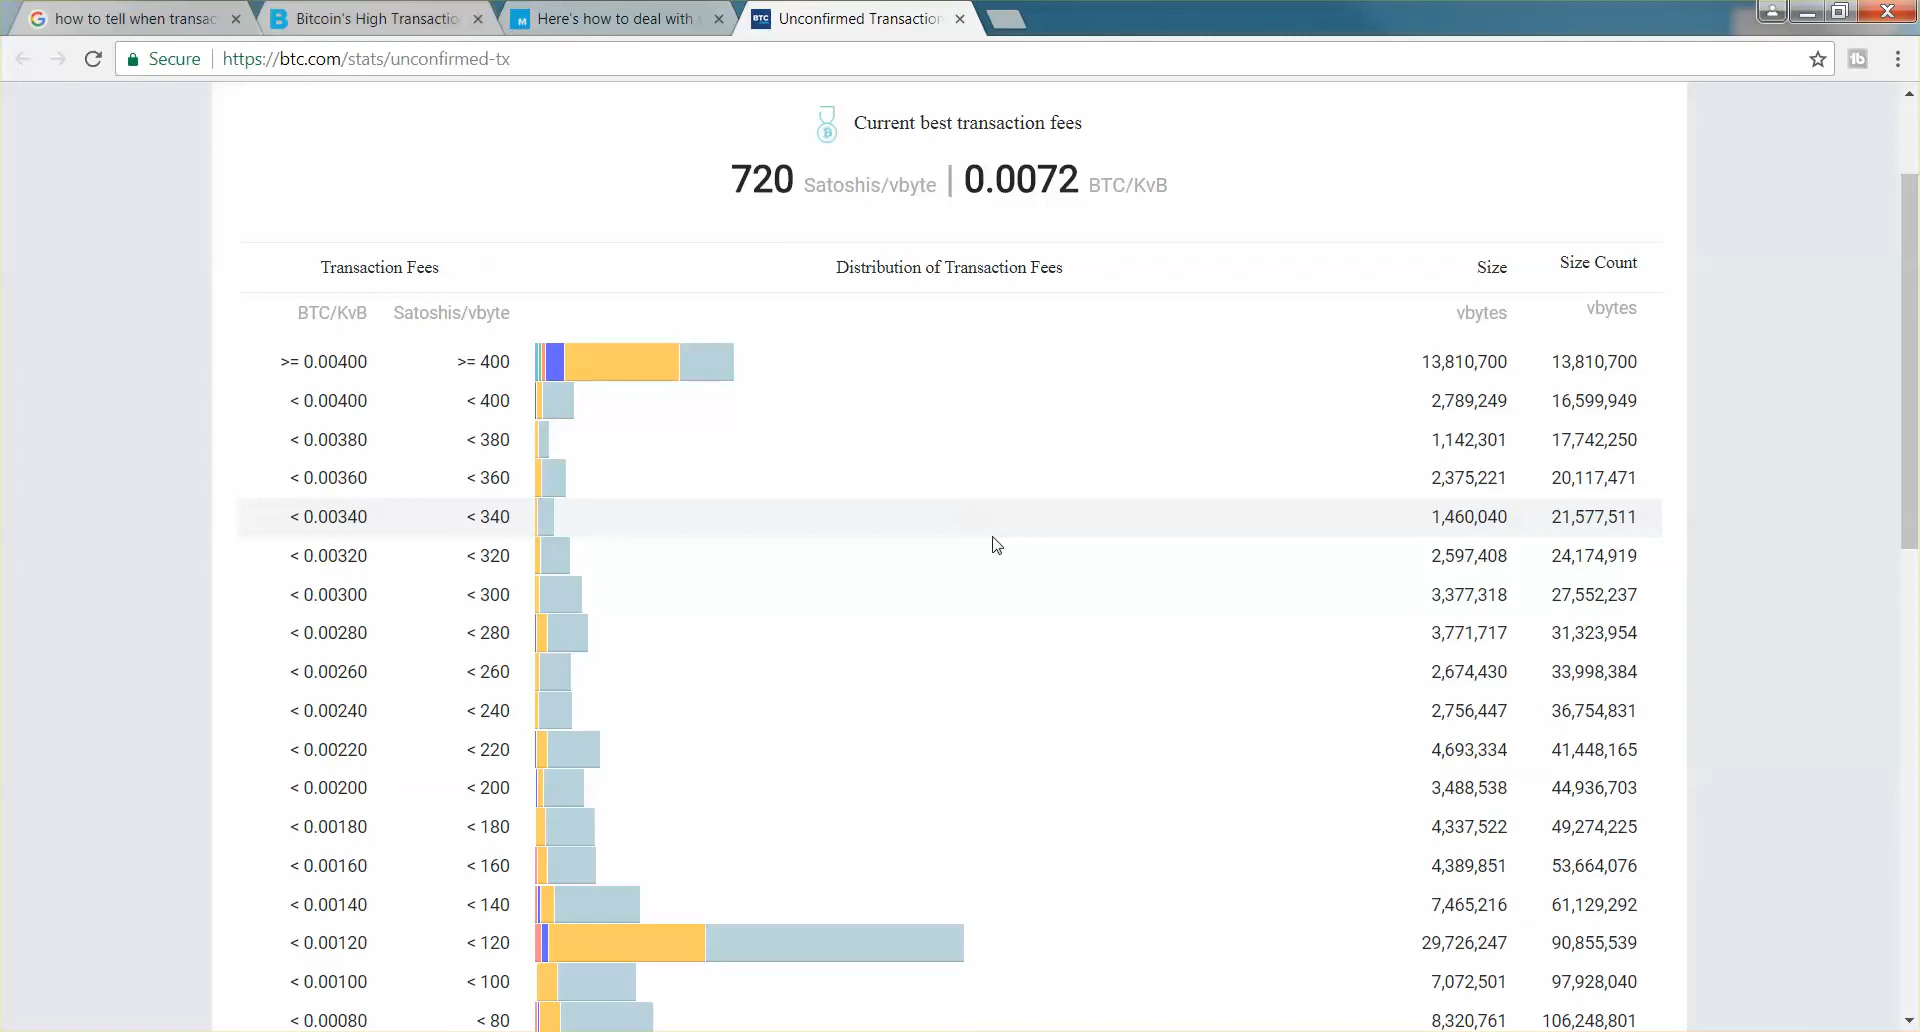 how to tell when transac
Bitcoin's High Transactio
Here's how to deal with
Unconfirmed Transaction
Secure https://btc.com/stats/unconfirmed-tx
Current best transaction fees
720 Satoshis/vbyte | 0.0072 BTC/KvB
Transaction Fees Distribution of Transaction Fees Size Size Count
BTC/KvB Satoshis/vbyte vbytes vbytes
>= 0.00400 >= 400 13,810,700 13,810,700
< 0.00400 < 400 2,789,249 16,599,949
< 0.00380 < 380 1,142,301 17,742,250
< 0.00360 < 360 2,375,221 20,117,471
< 0.00340 < 340 1,460,040 21,577,511
< 0.00320 < 320 2,597,408 24,174,919
< 0.00300 < 300 3,377,318 27,552,237
< 0.00280 < 280 3,771,717 31,323,954
< 0.00260 < 260 2,674,430 33,998,384
< 0.00240 < 240 2,756,447 36,754,831
< 0.00220 < 220 4,693,334 41,448,165
< 0.00200 < 200 3,488,538 44,936,703
< 0.00180 < 180 4,337,522 49,274,225
< 0.00160 < 160 4,389,851 53,664,076
< 0.00140 < 140 7,465,216 61,129,292
< 0.00120 < 120 29,726,247 90,855,539
< 0.00100 < 100 7,072,501 97,928,040
< 0.00080 < 80 8,320,761 106,248,801